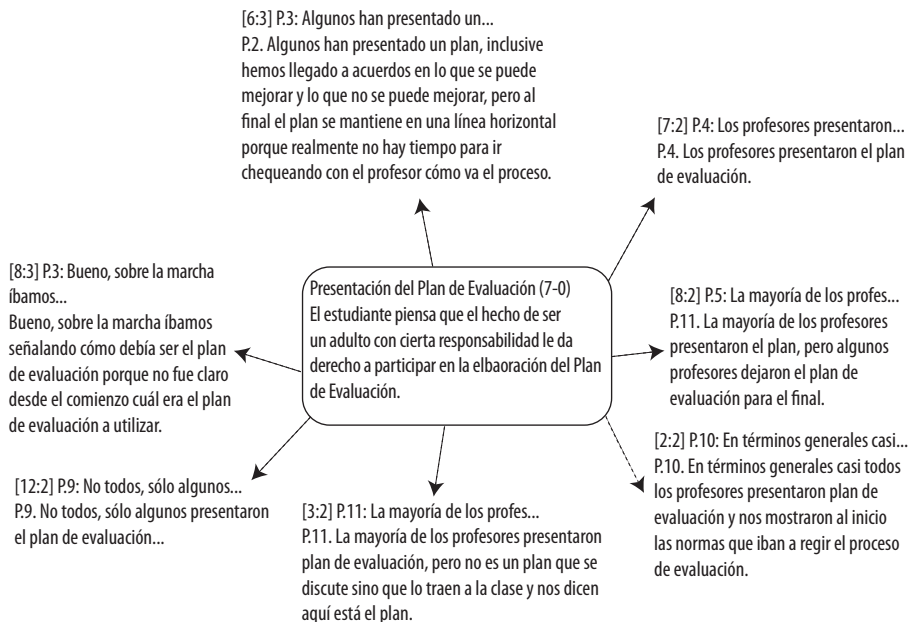 [6:3] P.3: Algunos han presentado un...
P.2. Algunos han presentado un plan, inclusive
hemos llegado a acuerdos en lo que se puede
mejorar y lo que no se puede mejorar, pero al
final el plan se mantiene en una línea horizontal
porque realmente no hay tiempo para ir
chequeando con el profesor cómo va el proceso.
[7:2] P.4: Los profesores presentaron...
P.4. Los profesores presentaron el plan
de evaluación.
[8:3] P.3: Bueno, sobre la marcha
íbamos...
Bueno, sobre la marcha íbamos
señalando cómo debía ser el plan
de evaluación porque no fue claro
desde el comienzo cuál era el plan
de evaluación a utilizar.
Presentación del Plan de Evaluación (7-0)
El estudiante piensa que el hecho de ser
un adulto con cierta responsabilidad le da
derecho a participar en la elbaoración del Plan
de Evaluación.
[8:2] P.5: La mayoría de los profes...
P.11. La mayoría de los profesores
presentaron el plan, pero algunos
profesores dejaron el plan de
evaluación para el final.
[12:2] P.9: No todos, sólo algunos...
P.9. No todos, sólo algunos presentaron
el plan de evaluación...
[3:2] P.11: La mayoría de los profes...
P.11. La mayoría de los profesores presentaron
plan de evaluación, pero no es un plan que se
discute sino que lo traen a la clase y nos dicen
aquí está el plan.
[2:2] P.10: En términos generales casi...
P.10. En términos generales casi todos
los profesores presentaron plan de
evaluación y nos mostraron al inicio
las normas que iban a regir el proceso
de evaluación.